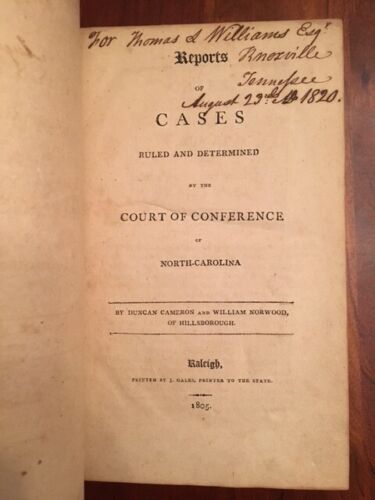 For Thomas L Williams Esqr
Reports Knoxville
Tennessee
OF
August 23rd 1820.
CASES
RULED AND DETERMINED
BY THE
COURT OF CONFERENCE
OF
NORTH-CAROLINA
BY DUNCAN CAMERON AND WILLIAM NORWOOD,
OF HILLSBOROUGH.
Raleigh,
PRINTED BY J. GALES, PRINTER TO THE STATE.
1805.